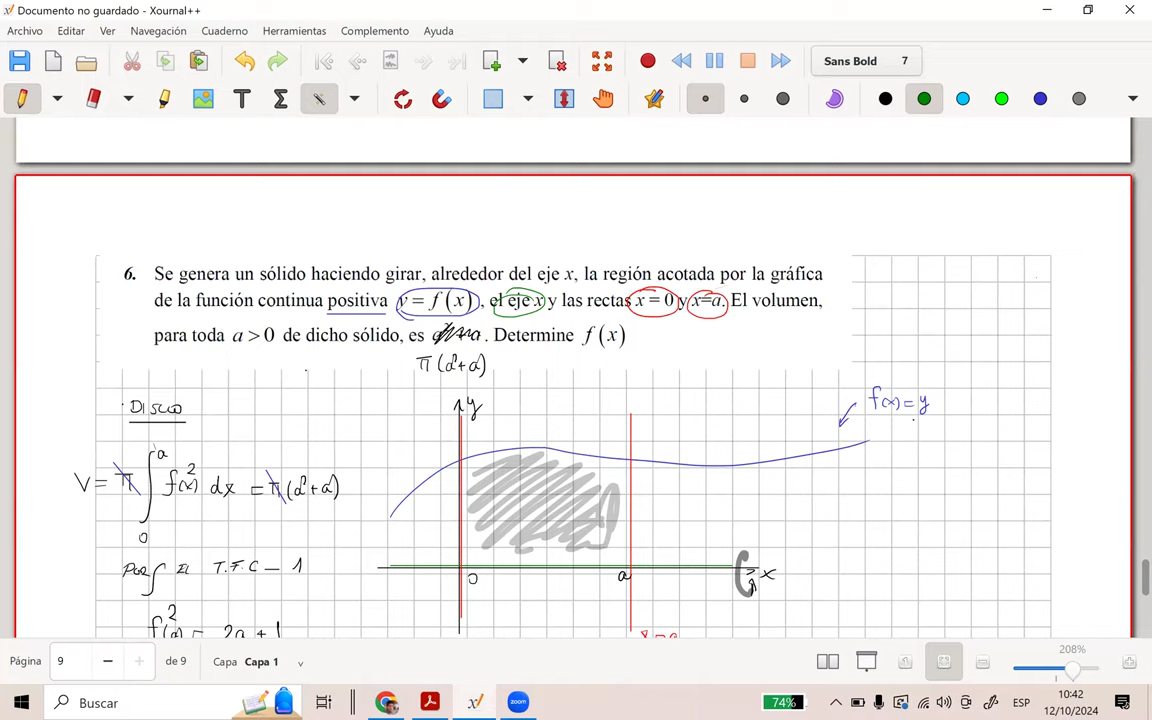 Documento no guardado - Xournal++
Archivo Editar Ver Navegación Cuaderno Herramientas Complemento Ayuda
Sans Bold 7
6. Se genera un sólido haciendo girar, alrededor del eje x, la región acotada por la gráfica
de la función continua positiva y = f(x), el eje x y las rectas x = 0 y x=a. El volumen,
para toda a > 0 de dicho sólido, es . Determine f(x)
π(a²+a)
DISCO
y
f(x) = y
V = π ∫₀ᵃ f(x)² dx = π(a²+a)
0 a x
POR EL T.F.C – 1
f(x)² = 2a + 1
Página 9 de 9 Capa Capa 1 208%
Buscar
zoom
74% ESP 10:42
12/10/2024